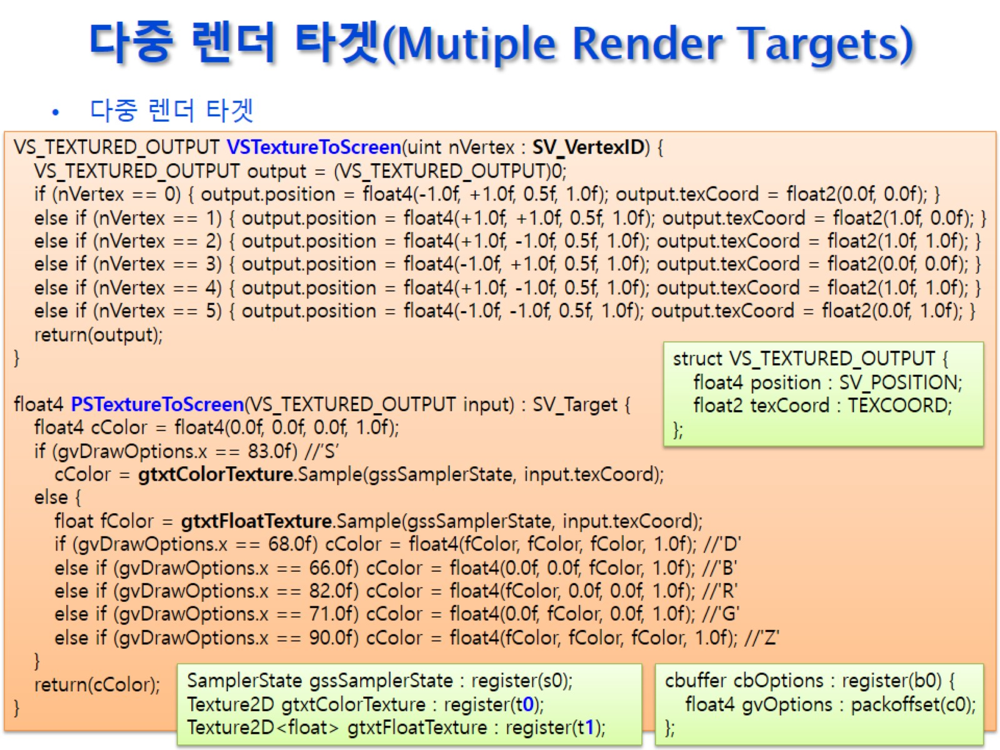 다중 렌더 타겟(Mutiple Render Targets)
• 다중 렌더 타겟
VS_TEXTURED_OUTPUT VSTextureToScreen(uint nVertex : SV_VertexID) {
VS_TEXTURED_OUTPUT output = (VS_TEXTURED_OUTPUT)0;
if (nVertex == 0) { output.position = float4(-1.0f, +1.0f, 0.5f, 1.0f); output.texCoord = float2(0.0f, 0.0f); }
else if (nVertex == 1) { output.position = float4(+1.0f, +1.0f, 0.5f, 1.0f); output.texCoord = float2(1.0f, 0.0f); }
else if (nVertex == 2) { output.position = float4(+1.0f, -1.0f, 0.5f, 1.0f); output.texCoord = float2(1.0f, 1.0f); }
else if (nVertex == 3) { output.position = float4(-1.0f, +1.0f, 0.5f, 1.0f); output.texCoord = float2(0.0f, 0.0f); }
else if (nVertex == 4) { output.position = float4(+1.0f, -1.0f, 0.5f, 1.0f); output.texCoord = float2(1.0f, 1.0f); }
else if (nVertex == 5) { output.position = float4(-1.0f, -1.0f, 0.5f, 1.0f); output.texCoord = float2(0.0f, 1.0f); }
return(output);
}
struct VS_TEXTURED_OUTPUT {
float4 position : SV_POSITION;
float2 texCoord : TEXCOORD;
};
float4 PSTextureToScreen(VS_TEXTURED_OUTPUT input) : SV_Target {
float4 cColor = float4(0.0f, 0.0f, 0.0f, 1.0f);
if (gvDrawOptions.x == 83.0f) //‘S’
cColor = gtxtColorTexture.Sample(gssSamplerState, input.texCoord);
else {
float fColor = gtxtFloatTexture.Sample(gssSamplerState, input.texCoord);
if (gvDrawOptions.x == 68.0f) cColor = float4(fColor, fColor, fColor, 1.0f); //'D'
else if (gvDrawOptions.x == 66.0f) cColor = float4(0.0f, 0.0f, fColor, 1.0f); //'B'
else if (gvDrawOptions.x == 82.0f) cColor = float4(fColor, 0.0f, 0.0f, 1.0f); //'R'
else if (gvDrawOptions.x == 71.0f) cColor = float4(0.0f, fColor, 0.0f, 1.0f); //'G'
else if (gvDrawOptions.x == 90.0f) cColor = float4(fColor, fColor, fColor, 1.0f); //'Z'
}
return(cColor);
}
SamplerState gssSamplerState : register(s0);
Texture2D gtxtColorTexture : register(t0);
Texture2D<float> gtxtFloatTexture : register(t1);
cbuffer cbOptions : register(b0) {
float4 gvOptions : packoffset(c0);
};